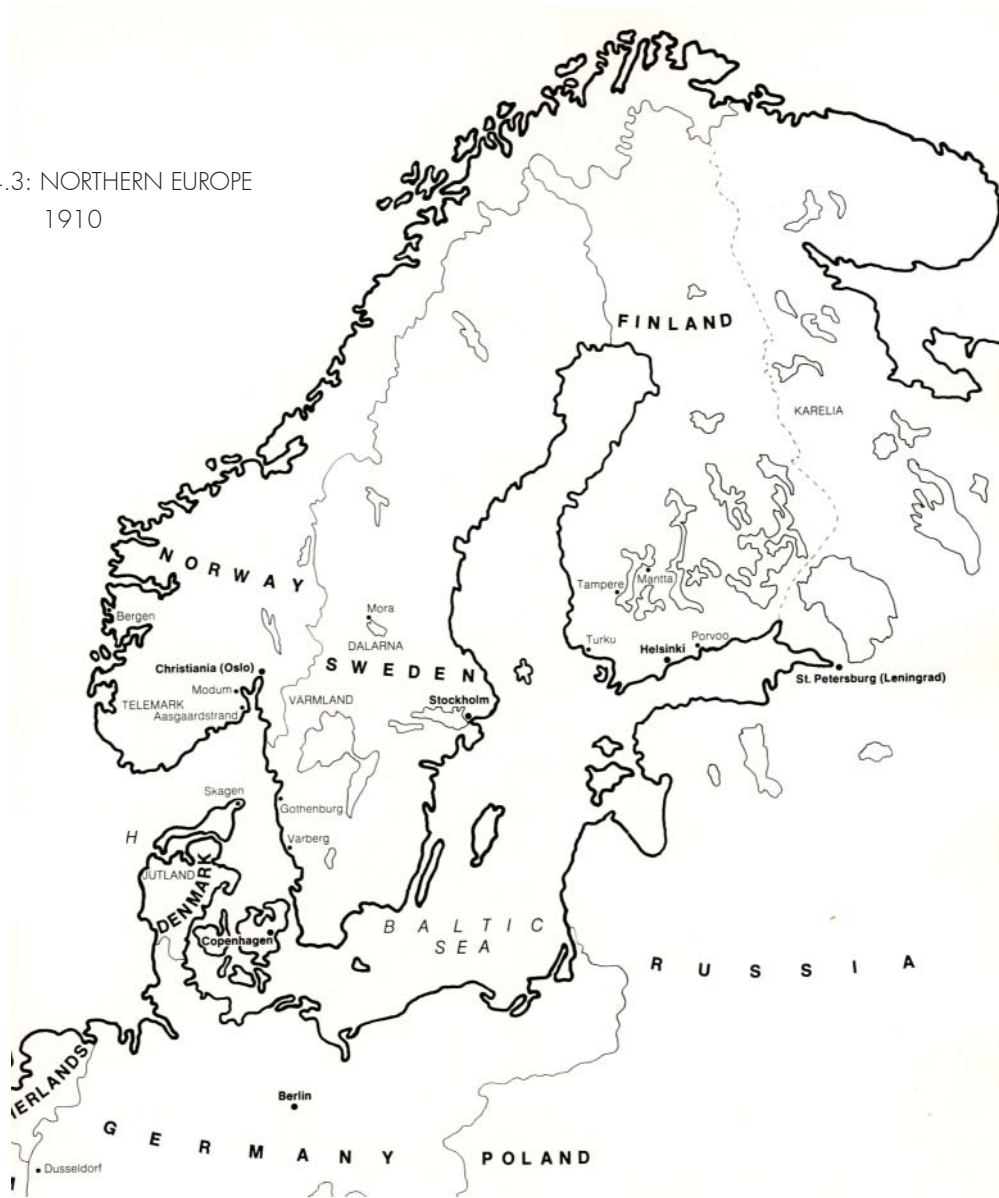 .3: NORTHERN EUROPE
1910
FINLAND
KARELIA
NORWAY
Tampere
Mantta
Bergen
Mora
DALARNA
Turku
Helsinki
Porvoo
Christiania (Oslo)
SWEDEN
St. Petersburg (Leningrad)
Modum
TELEMARK
Aasgaardstrand
VÄRMLAND
Stockholm
Skagen
Gothenburg
H
Varberg
JUTLAND
DENMARK
Copenhagen
BALTIC
SEA
RUSSIA
ERLANDS
Berlin
GERMANY
POLAND
Dusseldorf